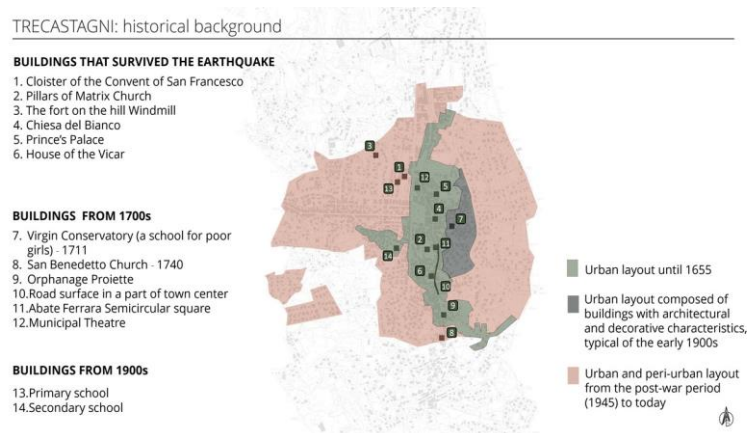 TRECASTAGNI: historical background
BUILDINGS THAT SURVIVED THE EARTHQUAKE
1. Cloister of the Convent of San Francesco
2. Pillars of Matrix Church
3. The fort on the hill Windmill
4. Chiesa del Bianco
5. Prince's Palace
6. House of the Vicar
BUILDINGS FROM 1700s
7. Virgin Conservatory (a school for poor
girls) - 1711
8. San Benedetto Church - 1740
9. Orphanage Proiette
10.Road surface in a part of town center
11.Abate Ferrara Semicircular square
12.Municipal Theatre
BUILDINGS FROM 1900s
13.Primary school
14.Secondary school
3
1
12
13
5
4
7
2
11
14
6
10
9
8
Urban layout until 1655
Urban layout composed of
buildings with architectural
and decorative characteristics,
typical of the early 1900s
Urban and peri-urban layout
from the post-war period
(1945) to today